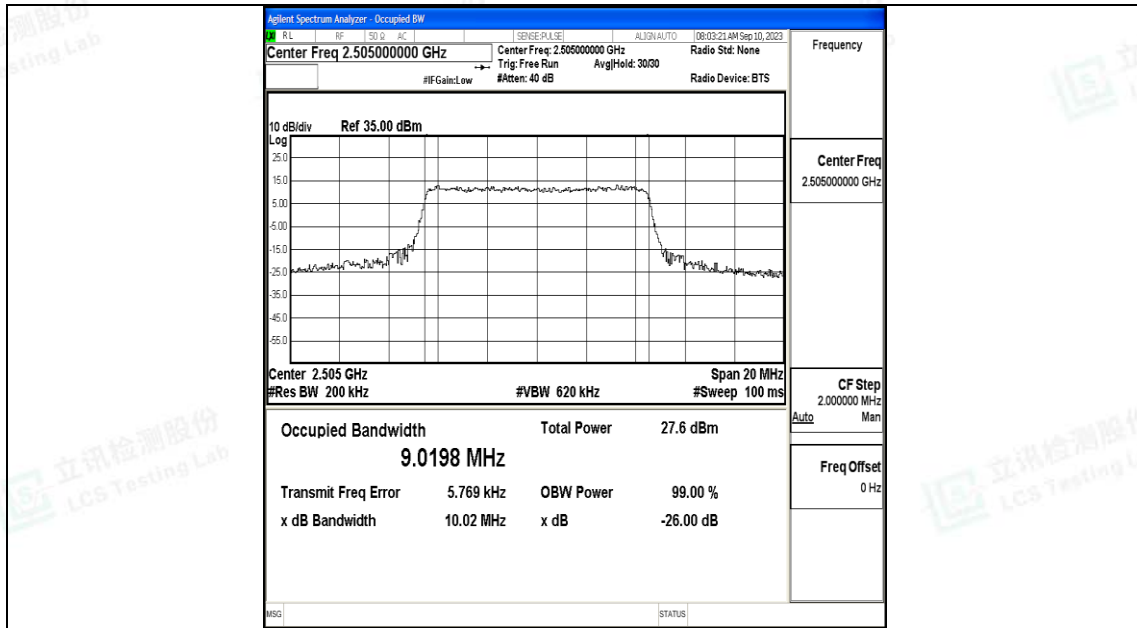 Agilent Spectrum Analyzer - Occupied BW
LXI RL RF 50 Ω AC SENSE:PULSE ALIGNAUTO 08:03:21 AM Sep 10, 2023
Center Freq 2.505000000 GHz
Center Freq: 2.505000000 GHz
Radio Std: None
Trig: Free Run Avg|Hold: 30/30
#IFGain:Low #Atten: 40 dB Radio Device: BTS
Frequency
10 dB/div Ref 35.00 dBm
Log
25.0
15.0
5.00
-5.00
-15.0
-25.0
-35.0
-45.0
-55.0
Center 2.505 GHz Span 20 MHz
#Res BW 200 kHz #VBW 620 kHz #Sweep 100 ms
Occupied Bandwidth Total Power 27.6 dBm
9.0198 MHz
Transmit Freq Error 5.769 kHz OBW Power 99.00 %
x dB Bandwidth 10.02 MHz x dB -26.00 dB
Center Freq
2.505000000 GHz
CF Step
2.000000 MHz
Auto Man
Freq Offset
0 Hz
MSG STATUS
立讯检测股份
LCS Testing Lab
立讯检测股份
LCS Testing L
检测股份
sting Lab